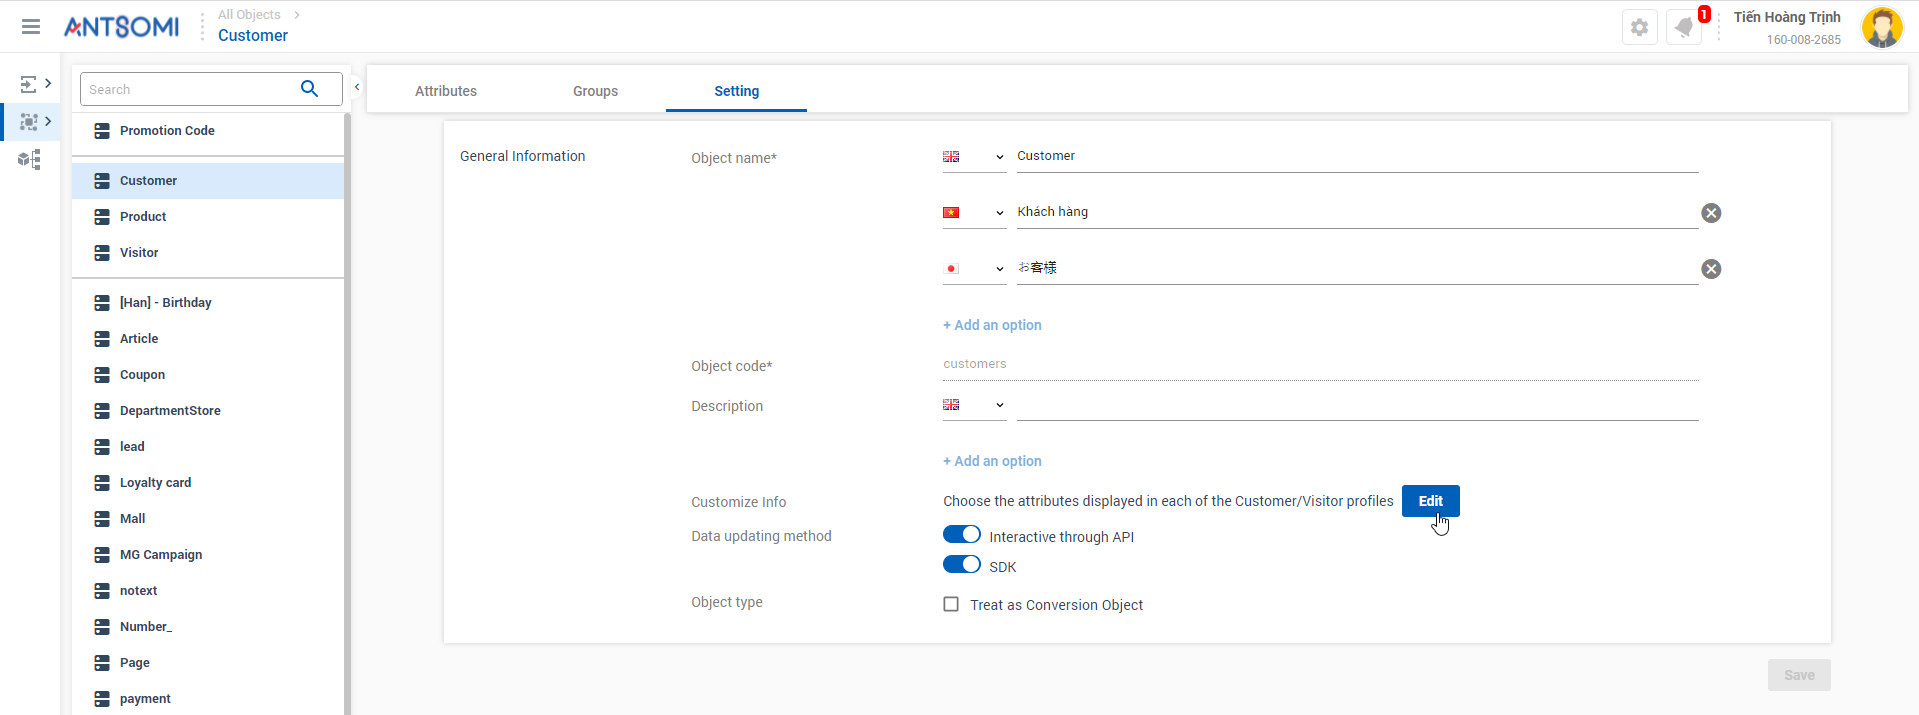 ANTSOMI
All Objects
Customer
1
Tiến Hoàng Trịnh
160-008-2685
Search
Promotion Code
Customer
Product
Visitor
[Han] - Birthday
Article
Coupon
DepartmentStore
lead
Loyalty card
Mall
MG Campaign
notext
Number_
Page
payment
Attributes
Groups
Setting
General Information
Object name*
Customer
Khách hàng
お客様
+ Add an option
Object code*
customers
Description
+ Add an option
Customize Info
Choose the attributes displayed in each of the Customer/Visitor profiles
Edit
Data updating method
Interactive through API
SDK
Object type
Treat as Conversion Object
Save